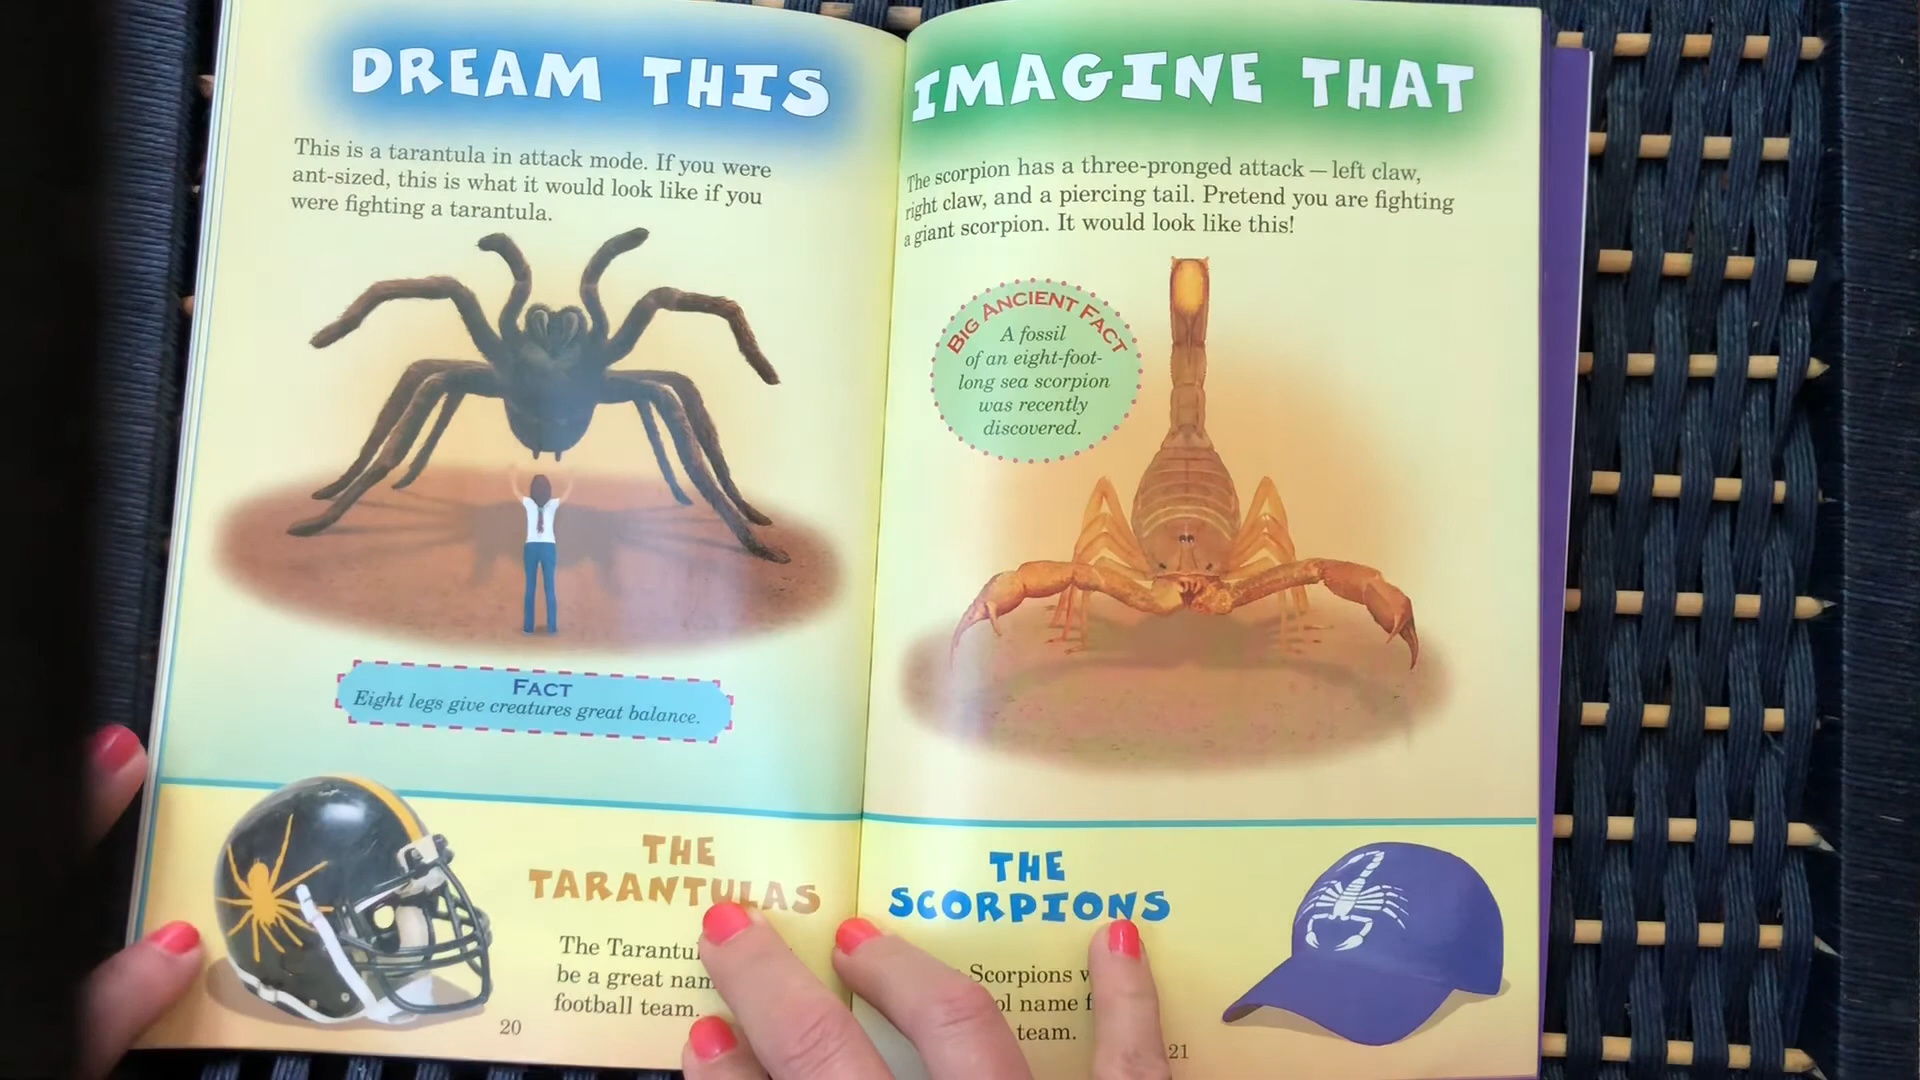 DREAM THIS
This is a tarantula in attack mode. If you were
ant-sized, this is what it would look like if you
were fighting a tarantula.
FACT
Eight legs give creatures great balance.
THE
TARANTULAS
The
be a great
football team.
20
IMAGINE THAT
The scorpion has a three-pronged attack — left claw,
right claw, and a piercing tail. Pretend you are fighting
a giant scorpion. It would look like this!
BIG ANCIENT FACT
A fossil
of an eight-foot-
long sea scorpion
was recently
discovered.
THE
SCORPIONS
Scorpions
name
team.
21